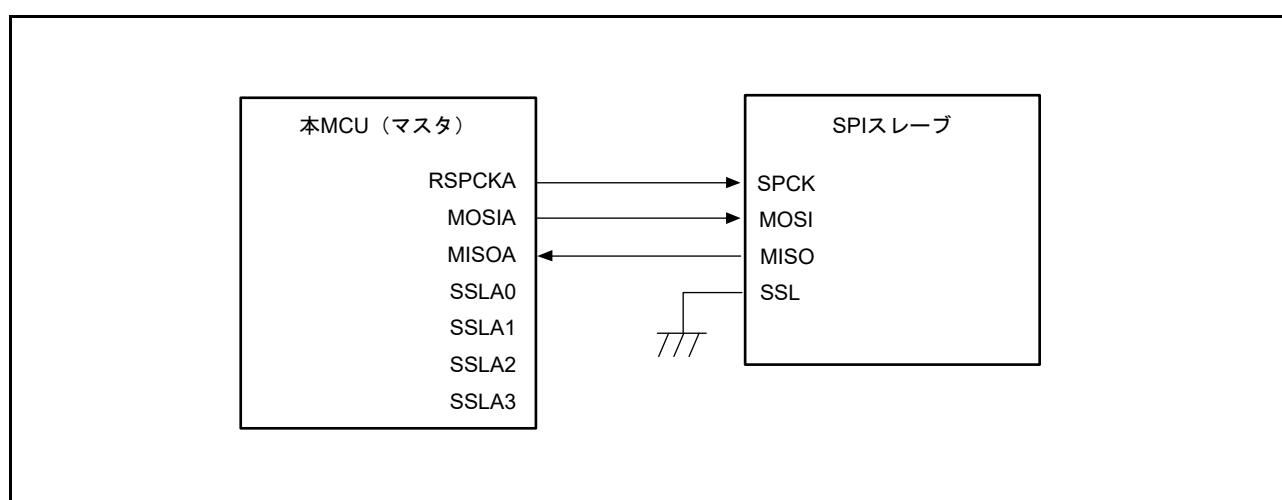 本MCU（マスタ）
RSPCKA
MOSIA
MISOA
SSLA0
SSLA1
SSLA2
SSLA3
SPIスレーブ
SPCK
MOSI
MISO
SSL